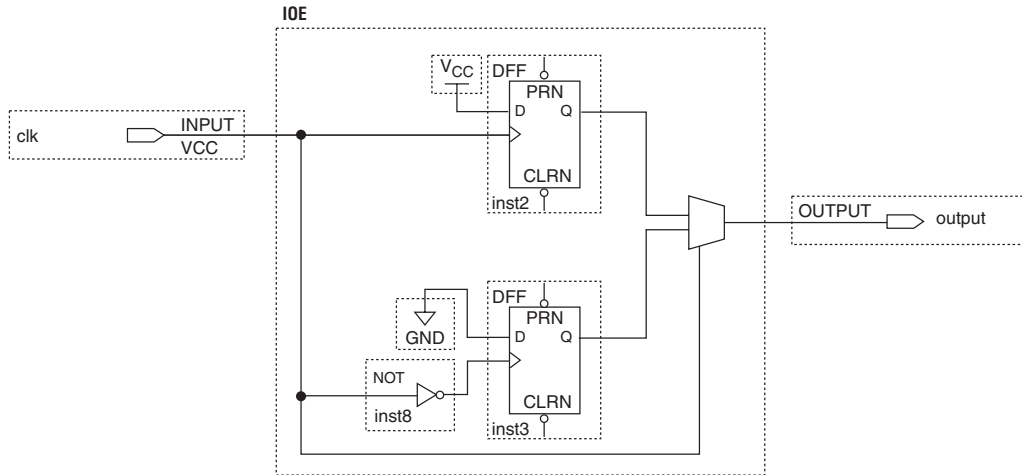 IOE
VCC
DFF
PRN
D Q
CLRN
inst2
clk
INPUT
VCC
OUTPUT
output
DFF
PRN
D Q
CLRN
inst3
GND
NOT
inst8